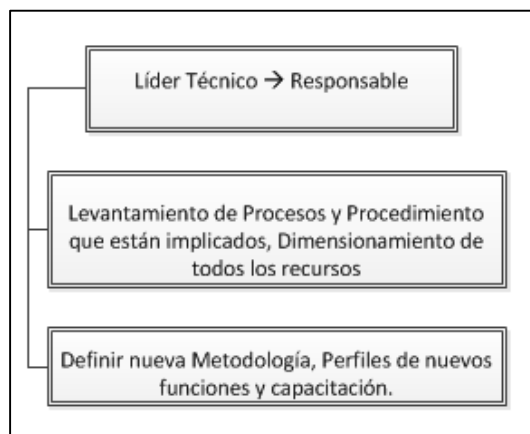 Líder Técnico → Responsable
Levantamiento de Procesos y Procedimiento
que están implicados, Dimensionamiento de
todos los recursos
Definir nueva Metodología, Perfiles de nuevos
funciones y capacitación.